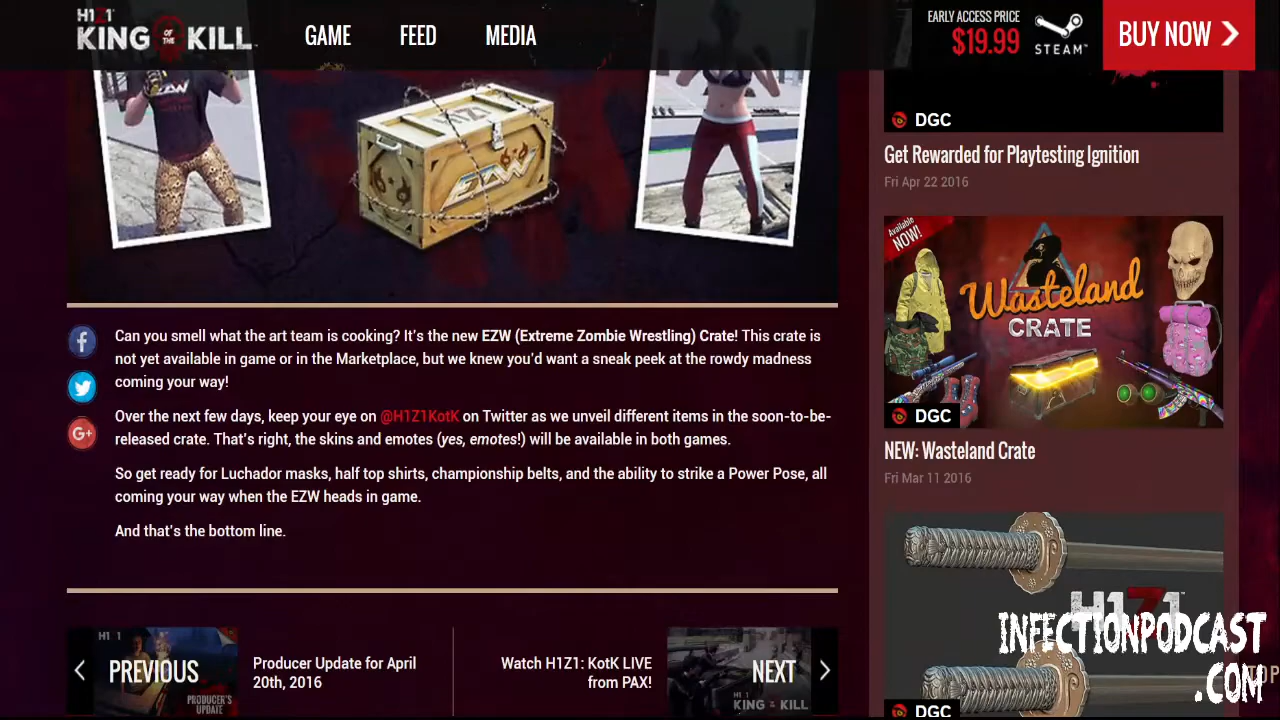 H1Z1
KING OF THE KILL
GAME
FEED
MEDIA
EARLY ACCESS PRICE
$19.99
STEAM™
BUY NOW
EZW
H1Z1
EZW
Can you smell what the art team is cooking? It's the new EZW (Extreme Zombie Wrestling) Crate! This crate is
not yet available in game or in the Marketplace, but we knew you'd want a sneak peek at the rowdy madness
coming your way!
Over the next few days, keep your eye on @H1Z1KotK on Twitter as we unveil different items in the soon-to-be-
released crate. That's right, the skins and emotes (yes, emotes!) will be available in both games.
So get ready for Luchador masks, half top shirts, championship belts, and the ability to strike a Power Pose, all
coming your way when the EZW heads in game.
And that's the bottom line.
H1Z1
PREVIOUS
PRODUCER'S
UPDATE
Producer Update for April
20th, 2016
Watch H1Z1: KotK LIVE
from PAX!
NEXT
H1Z1
KING OF THE KILL
DGC
Get Rewarded for Playtesting Ignition
Fri Apr 22 2016
Available
NOW!
Wasteland
CRATE
DGC
NEW: Wasteland Crate
Fri Mar 11 2016
H1Z1™
DGC
INFECTIONPODCAST
.COM
TOP